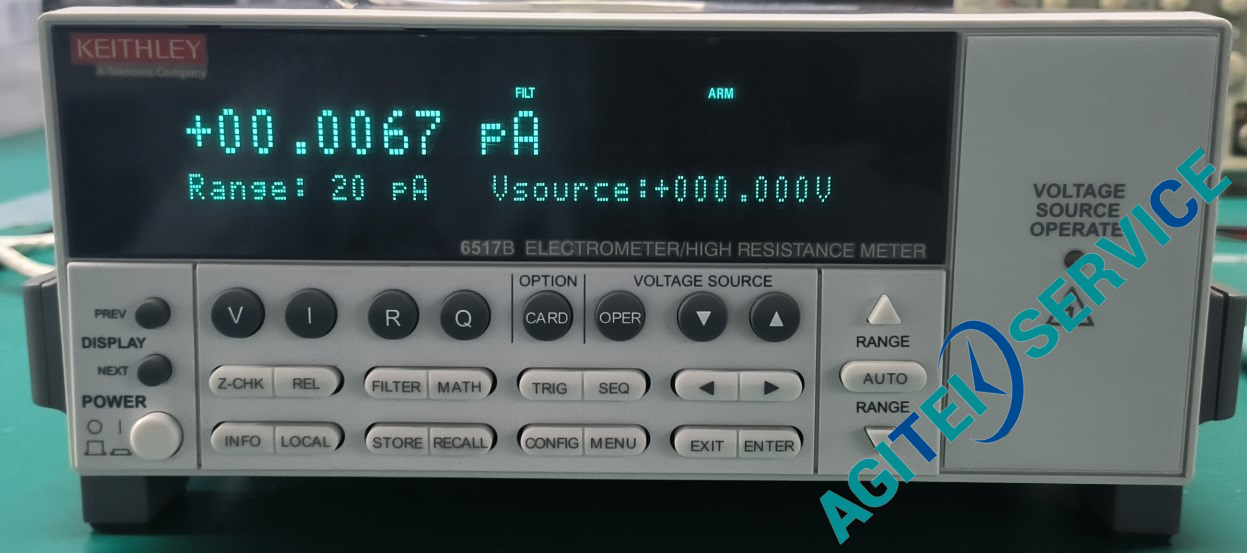 KEITHLEY
A Tektronix Company
FILT ARM
+00.0067 pA
Range: 20 pA Vsource:+000.000V
6517B ELECTROMETER/HIGH RESISTANCE METER
VOLTAGE
SOURCE
OPERATE
OPTION VOLTAGE SOURCE
PREV V I R Q CARD OPER
DISPLAY
RANGE
NEXT Z-CHK REL FILTER MATH TRIG SEQ AUTO
POWER
RANGE
INFO LOCAL STORE RECALL CONFIG MENU EXIT ENTER
AGITEK SERVICE